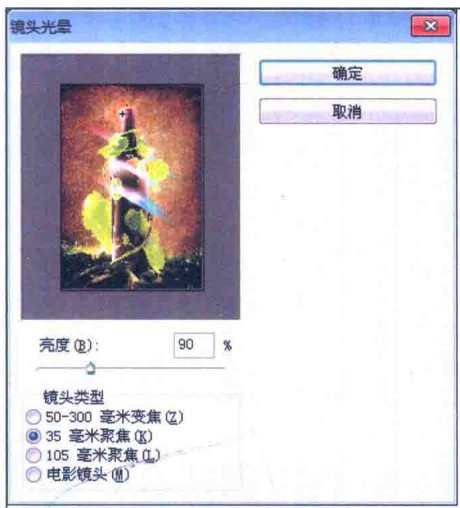 镜头光晕
确定
取消
亮度(B): 90 %
镜头类型
50-300 毫米变焦(Z)
35 毫米聚焦(K)
105 毫米聚焦(L)
电影镜头(M)